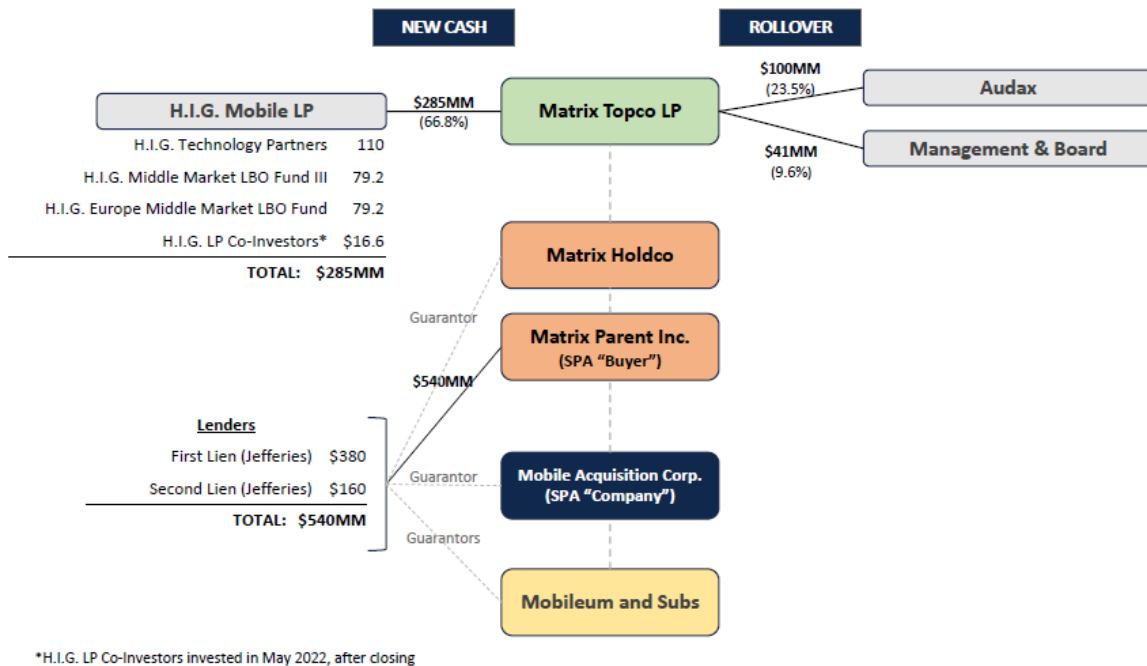 NEW CASH
ROLLOVER
H.I.G. Mobile LP
$285MM
(66.8%)
Matrix Topco LP
$100MM
(23.5%)
Audax
$41MM
(9.6%)
Management & Board
H.I.G. Technology Partners 110
H.I.G. Middle Market LBO Fund III 79.2
H.I.G. Europe Middle Market LBO Fund 79.2
H.I.G. LP Co-Investors* $16.6
TOTAL: $285MM
Matrix Holdco
Guarantor
Matrix Parent Inc.
(SPA “Buyer”)
$540MM
Lenders
First Lien (Jefferies) $380
Second Lien (Jefferies) $160
TOTAL: $540MM
Guarantor
Mobile Acquisition Corp.
(SPA “Company”)
Guarantors
Mobileum and Subs
*H.I.G. LP Co-Investors invested in May 2022, after closing